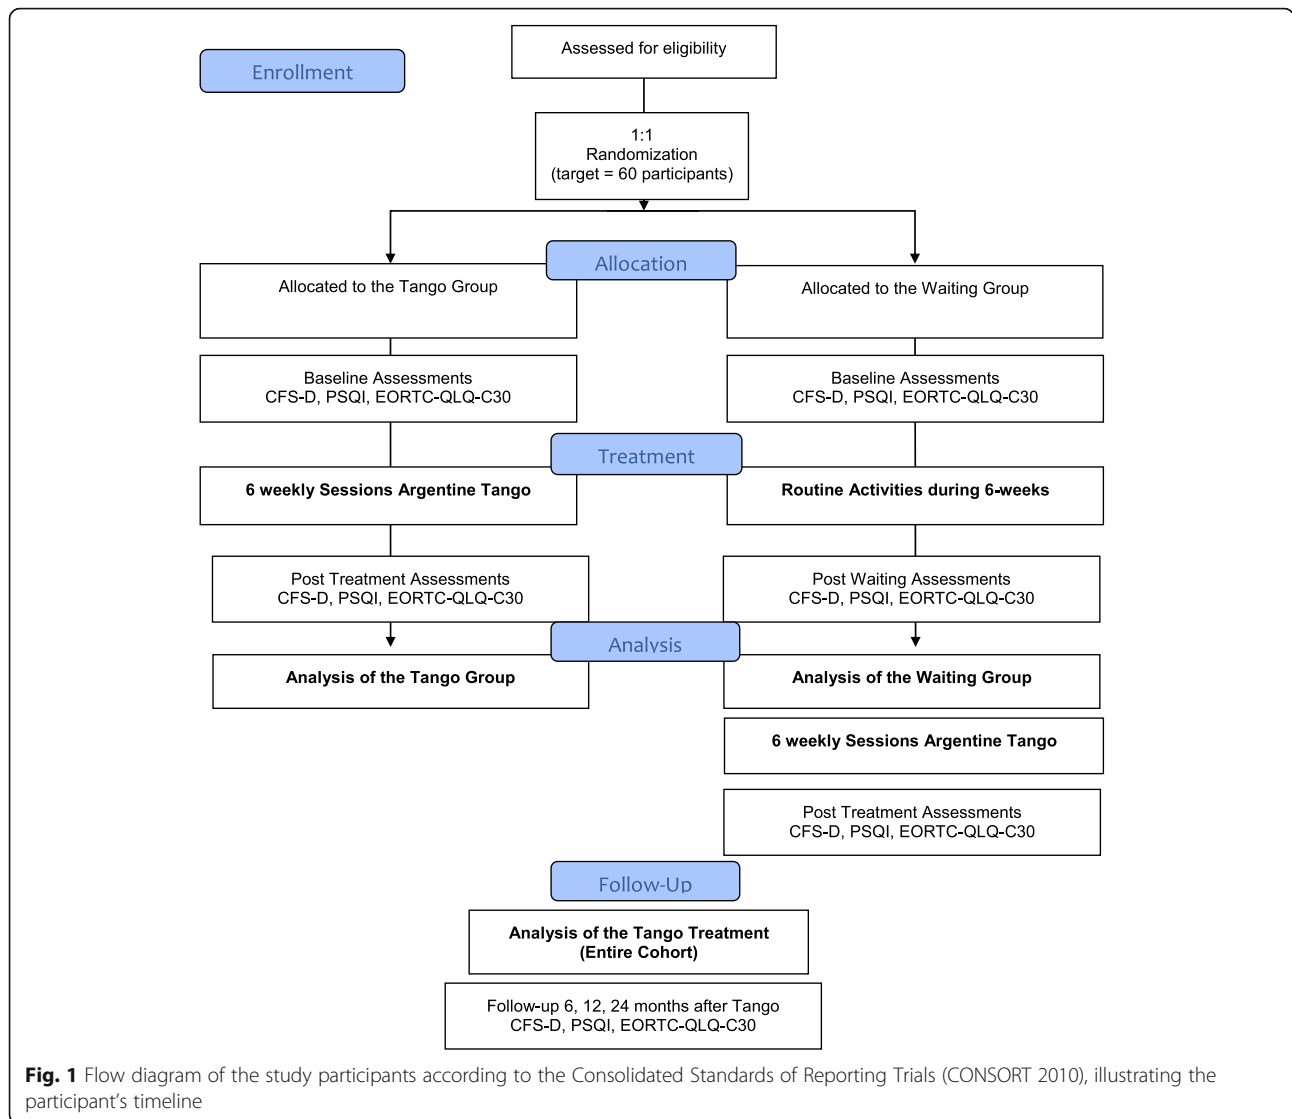 Enrollment
Assessed for eligibility
1:1
Randomization
(target = 60 participants)
Allocation
Allocated to the Tango Group
Allocated to the Waiting Group
Baseline Assessments
CFS-D, PSQI, EORTC-QLQ-C30
Baseline Assessments
CFS-D, PSQI, EORTC-QLQ-C30
Treatment
6 weekly Sessions Argentine Tango
Routine Activities during 6-weeks
Post Treatment Assessments
CFS-D, PSQI, EORTC-QLQ-C30
Post Waiting Assessments
CFS-D, PSQI, EORTC-QLQ-C30
Analysis
Analysis of the Tango Group
Analysis of the Waiting Group
6 weekly Sessions Argentine Tango
Post Treatment Assessments
CFS-D, PSQI, EORTC-QLQ-C30
Follow-Up
Analysis of the Tango Treatment
(Entire Cohort)
Follow-up 6, 12, 24 months after Tango
CFS-D, PSQI, EORTC-QLQ-C30
Fig. 1 Flow diagram of the study participants according to the Consolidated Standards of Reporting Trials (CONSORT 2010), illustrating the
participant's timeline